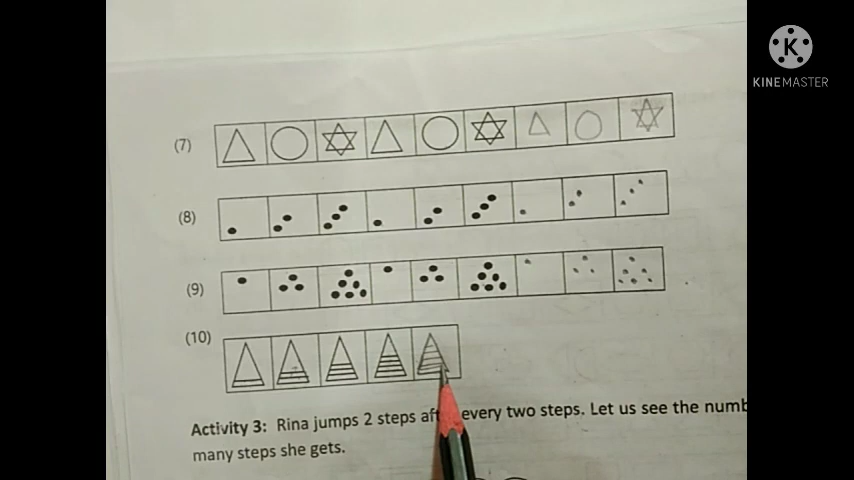 K
KINEMASTER
(7)
(8)
(9)
(10)
Activity 3: Rina jumps 2 steps aft every two steps. Let us see the numb
many steps she gets.